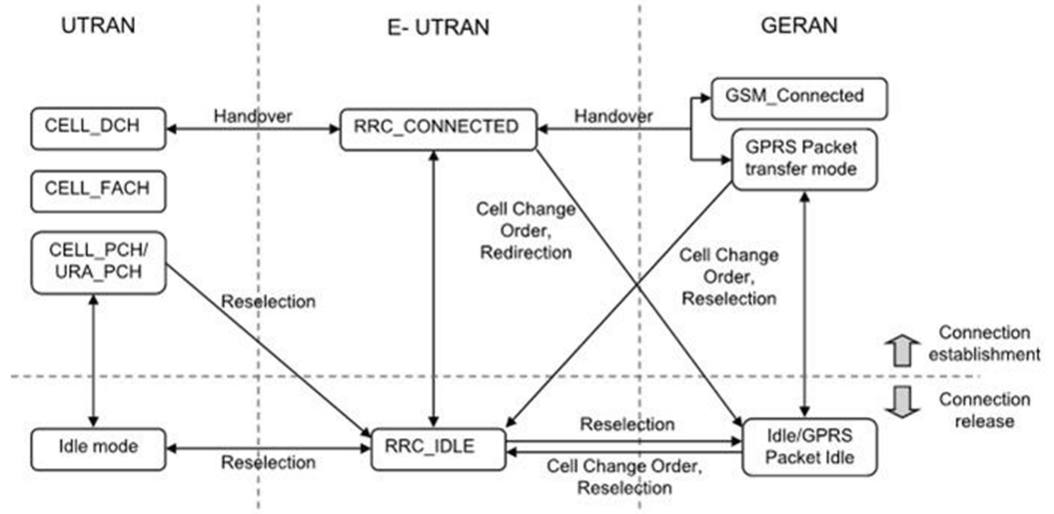 UTRAN
E- UTRAN
GERAN
GSM_Connected
Handover
Handover
CELL_DCH
RRC_CONNECTED
GPRS Packet
transfer mode
CELL_FACH
Cell Change
Order,
Redirection
CELL_PCH/
URA_PCH
Cell Change
Order,
Reselection
Reselection
Connection
establishment
Connection
release
Idle mode
Reselection
RRC_IDLE
Reselection
Cell Change Order,
Reselection
Idle/GPRS
Packet Idle